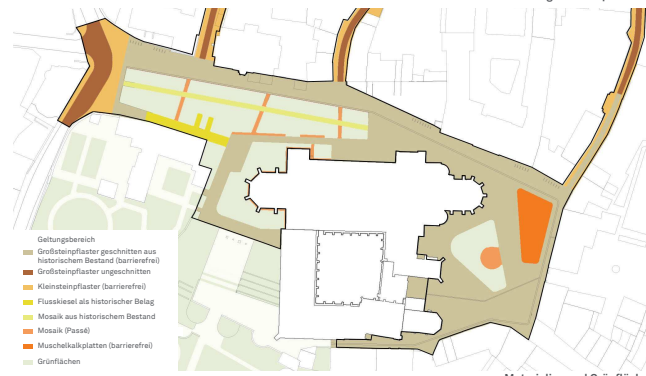 Geltungsbereich
Großsteinpflaster geschnitten aus
historischem Bestand (barrierefrei)
Großsteinpflaster ungeschnitten
Kleinsteinpflaster (barrierefrei)
Flusskiesel als historischer Belag
Mosaik aus historischem Bestand
Mosaik (Passé)
Muschelkalkplatten (barrierefrei)
Grünflächen